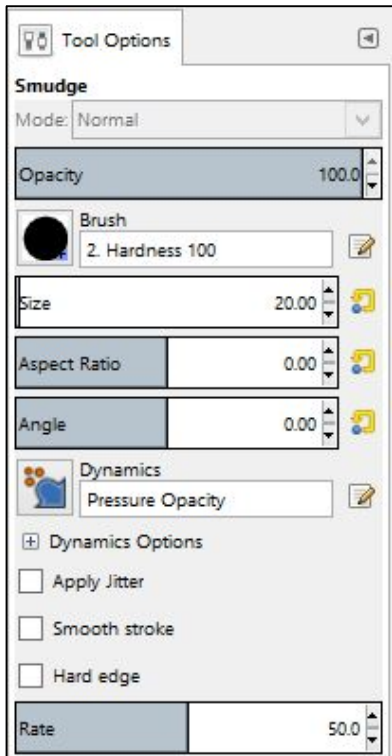 Tool Options
Smudge
Mode: Normal
Opacity 100.0
Brush
2. Hardness 100
Size 20.00
Aspect Ratio 0.00
Angle 0.00
Dynamics
Pressure Opacity
Dynamics Options
Apply Jitter
Smooth stroke
Hard edge
Rate 50.0